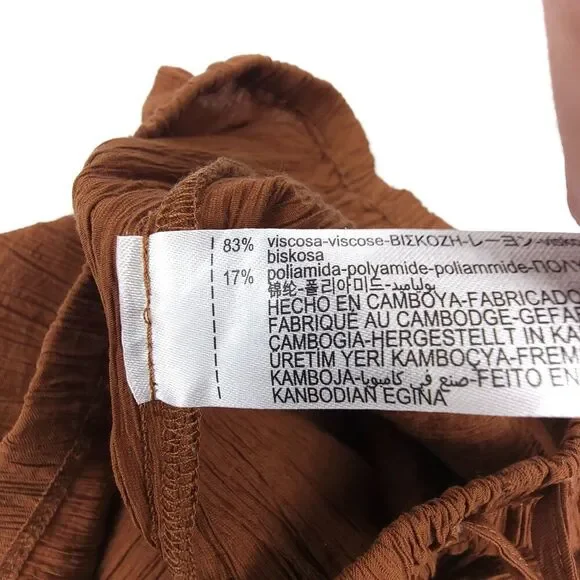 83% viscosa-viscose-ΒΙΣΚΟΖΗ-レーヨン-
biskosa
17% poliamida-polyamide-poliammide-ΠΟΛΥ
锦纶-폴리아미드-بولياميد-
HECHO EN CAMBOYA-FABRICADO
FABRIQUE AU CAMBODGE-GEFAB
CAMBOGIA-HERGESTELLT IN KA
ÜRETİM YERİ KAMBOÇYA-FREM
KAMBOJA-صنع في كامبوديا-FEITO EN
KANBODIAN EGINA